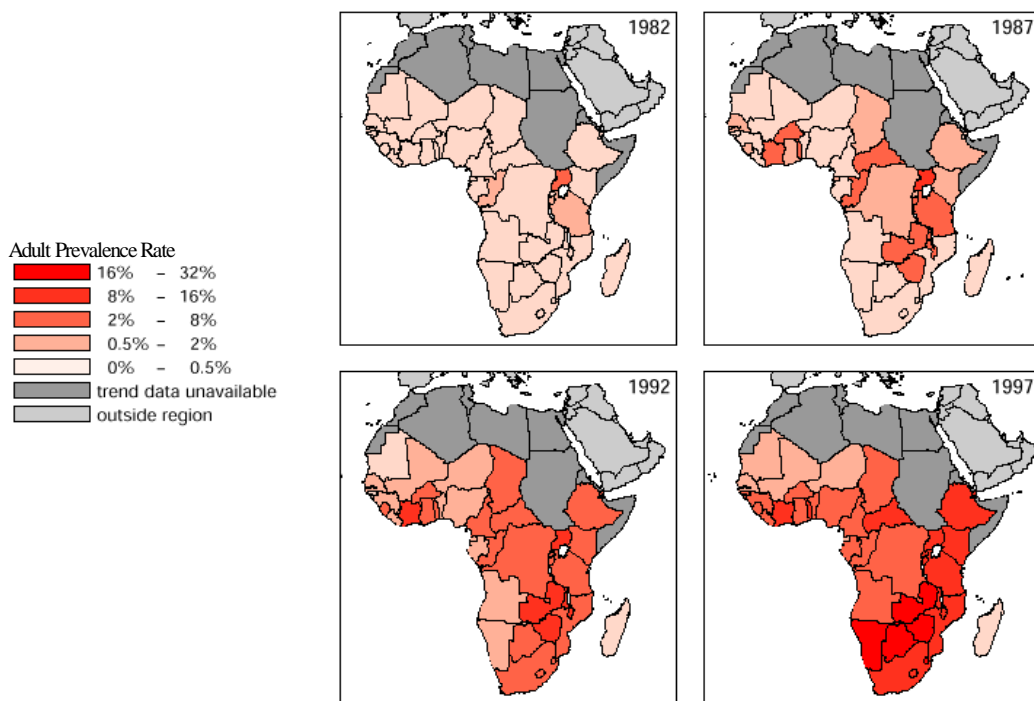 1982
1987
Adult Prevalence Rate
16% – 32%
8% – 16%
2% – 8%
0.5% – 2%
0% – 0.5%
trend data unavailable
outside region
1992
1997